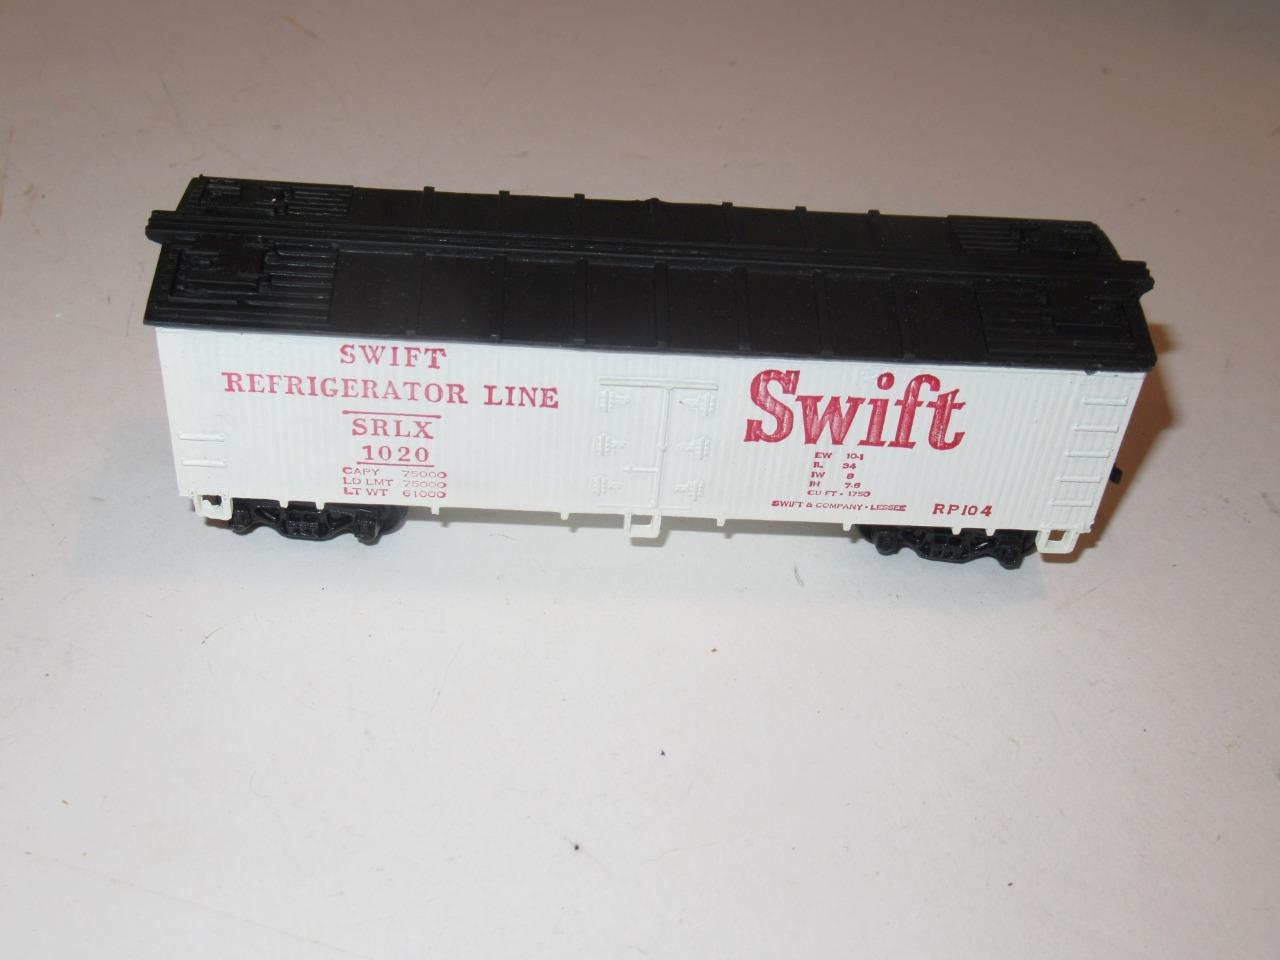 SWIFT
REFRIGERATOR LINE
SRLX
1020
CAPY 75000
LD LMT 75000
LT WT 61000
Swift
EW 10-1
IL 34
IW 8
IH 7-6
CU FT • 1750
SWIFT & COMPANY • LESSEE
RP104